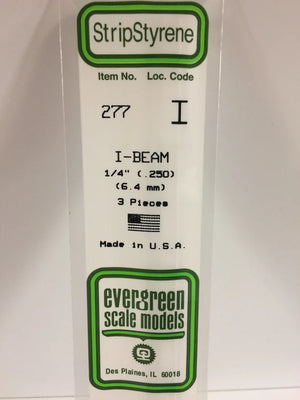 StripStyrene
Item No. Loc. Code
277 I
I-BEAM
1/4" (.250)
(6.4 mm)
3 Pieces
Made in U.S.A.
evergreen
scale models
Des Plaines, IL 60018